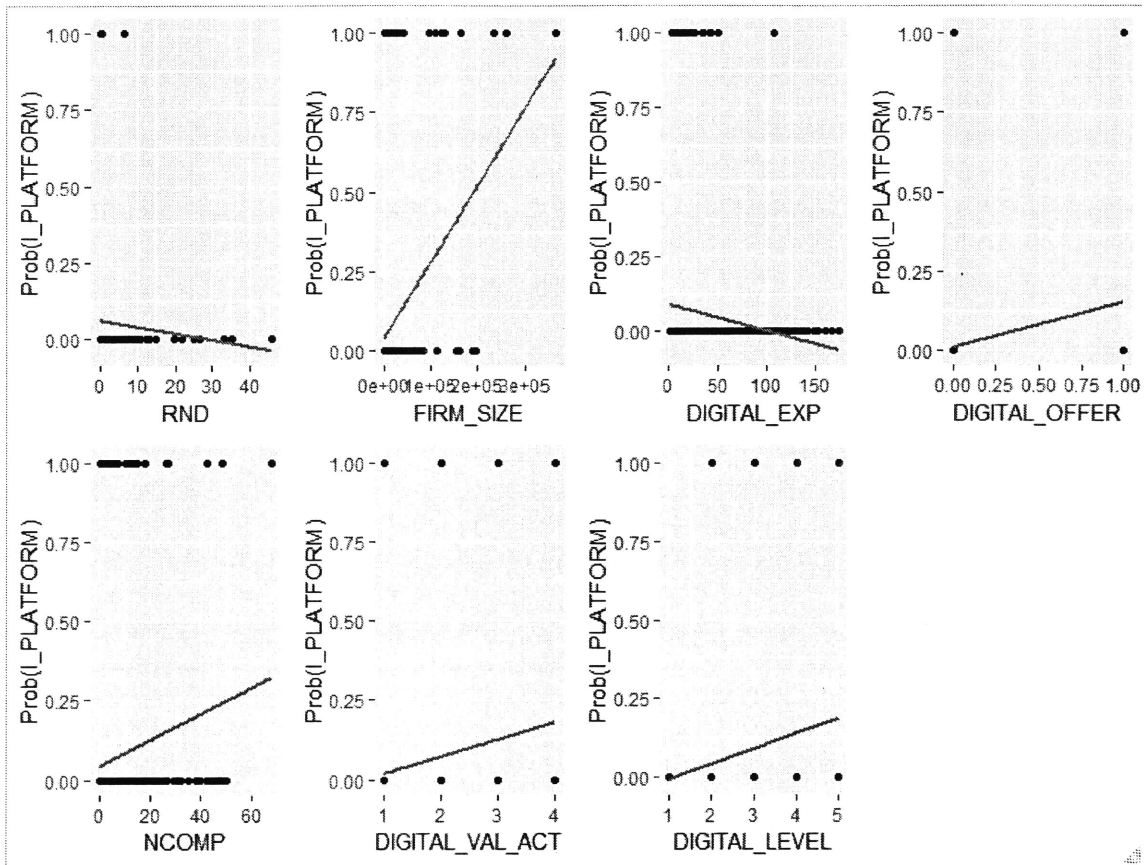 Prob(I_PLATFORM)
1.00
0.75
0.50
0.25
0.00
0 10 20 30 40
RND
Prob(I_PLATFORM)
1.00
0.75
0.50
0.25
0.00
0e+00 1e+05 2e+05 3e+05
FIRM_SIZE
Prob(I_PLATFORM)
1.00
0.75
0.50
0.25
0.00
0 50 100 150
DIGITAL_EXP
Prob(I_PLATFORM)
1.00
0.75
0.50
0.25
0.00
0.00 0.25 0.50 0.75 1.00
DIGITAL_OFFER
Prob(I_PLATFORM)
1.00
0.75
0.50
0.25
0.00
0 20 40 60
NCOMP
Prob(I_PLATFORM)
1.00
0.75
0.50
0.25
0.00
1 2 3 4
DIGITAL_VAL_ACT
Prob(I_PLATFORM)
1.00
0.75
0.50
0.25
0.00
1 2 3 4 5
DIGITAL_LEVEL